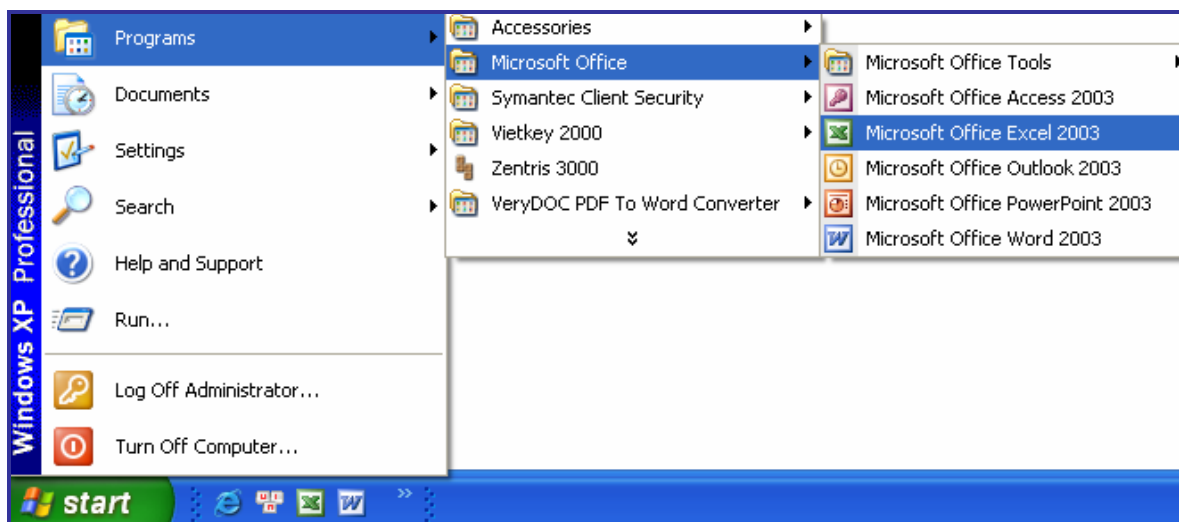 Programs
Documents
Settings
Search
Help and Support
Run...
Log Off Administrator...
Turn Off Computer...
Windows XP Professional
Accessories
Microsoft Office
Symantec Client Security
Vietkey 2000
Zentris 3000
VeryDOC PDF To Word Converter
Microsoft Office Tools
Microsoft Office Access 2003
Microsoft Office Excel 2003
Microsoft Office Outlook 2003
Microsoft Office PowerPoint 2003
Microsoft Office Word 2003
start